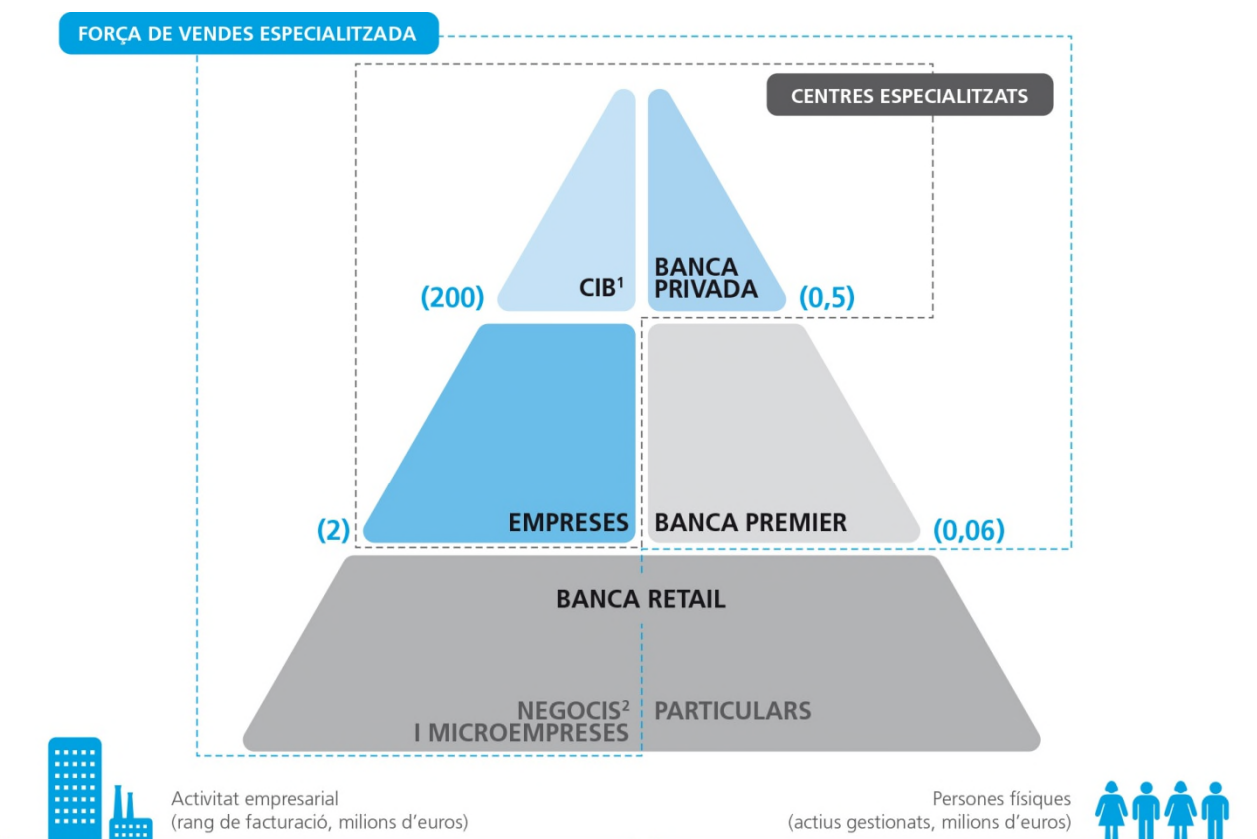 FORÇA DE VENDES ESPECIALITZADA
CENTRES ESPECIALITZATS
CIB¹
BANCA
PRIVADA
(200)
(0,5)
EMPRESES
BANCA PREMIER
(2)
(0,06)
BANCA RETAIL
NEGOCIS²
I MICROEMPRESES
PARTICULARS
Activitat empresarial
(rang de facturació, milions d'euros)
Persones físiques
(actius gestionats, milions d'euros)